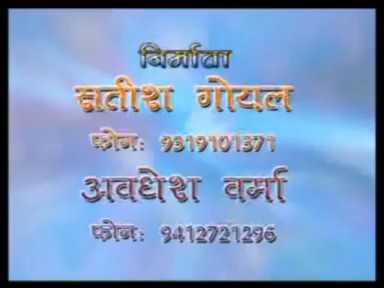 निर्माता
सतीश गोयल
फोन: 9319101371
अवधेश वर्मा
फोन: 9412721296